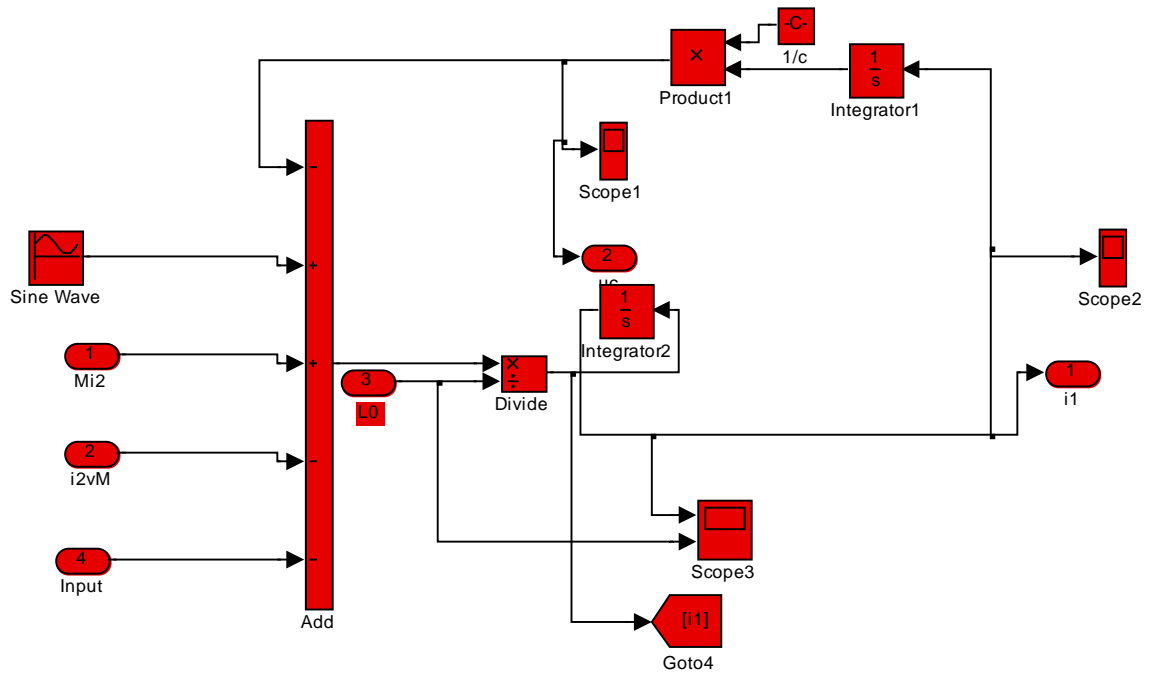 -C-
1/c
×
Product1
1
s
Integrator1
Scope1
−
Sine Wave
+
2
uc
1
s
Integrator2
Scope2
1
Mi2
+
3
L0
×
÷
Divide
1
i1
2
i2vM
−
4
Input
−
Scope3
Add
[i1]
Goto4